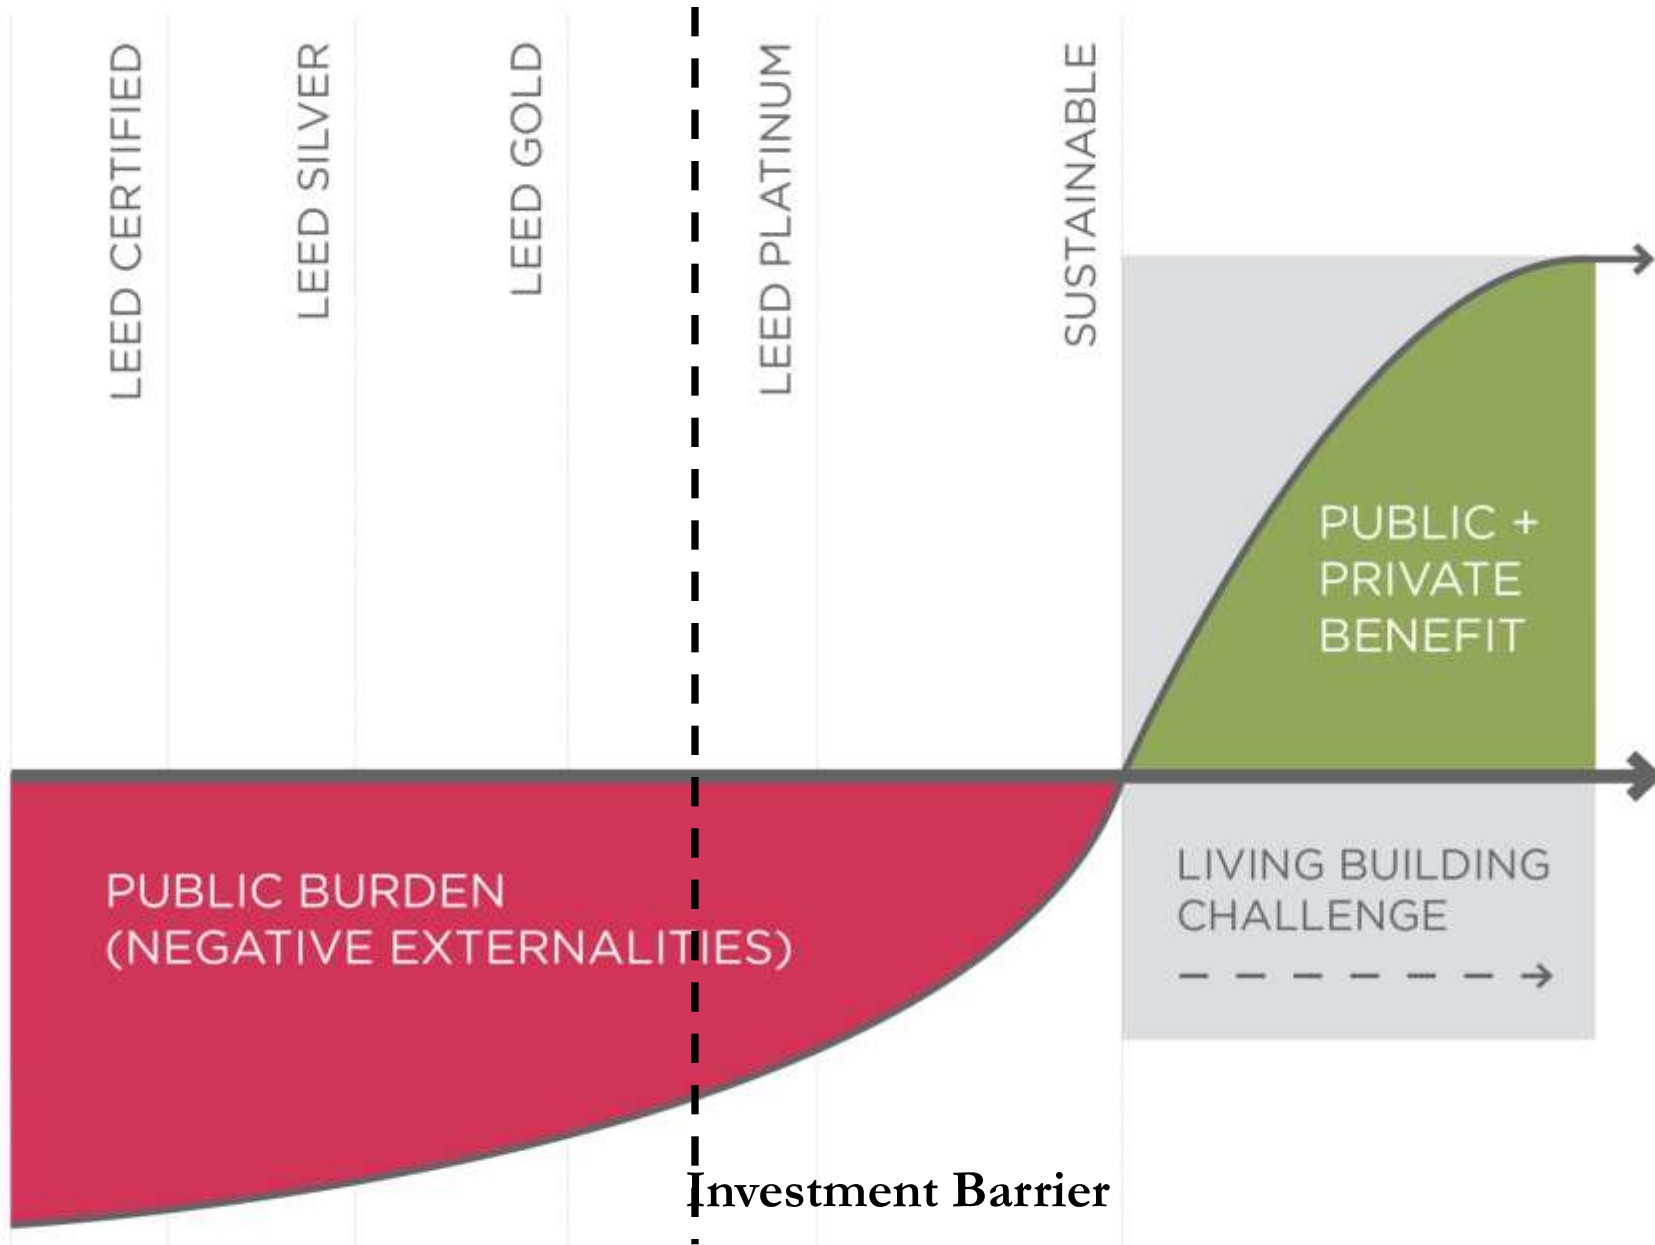 LEED CERTIFIED
LEED SILVER
LEED GOLD
LEED PLATINUM
SUSTAINABLE
PUBLIC +
PRIVATE
BENEFIT
PUBLIC BURDEN
(NEGATIVE EXTERNALITIES)
LIVING BUILDING
CHALLENGE
Investment Barrier